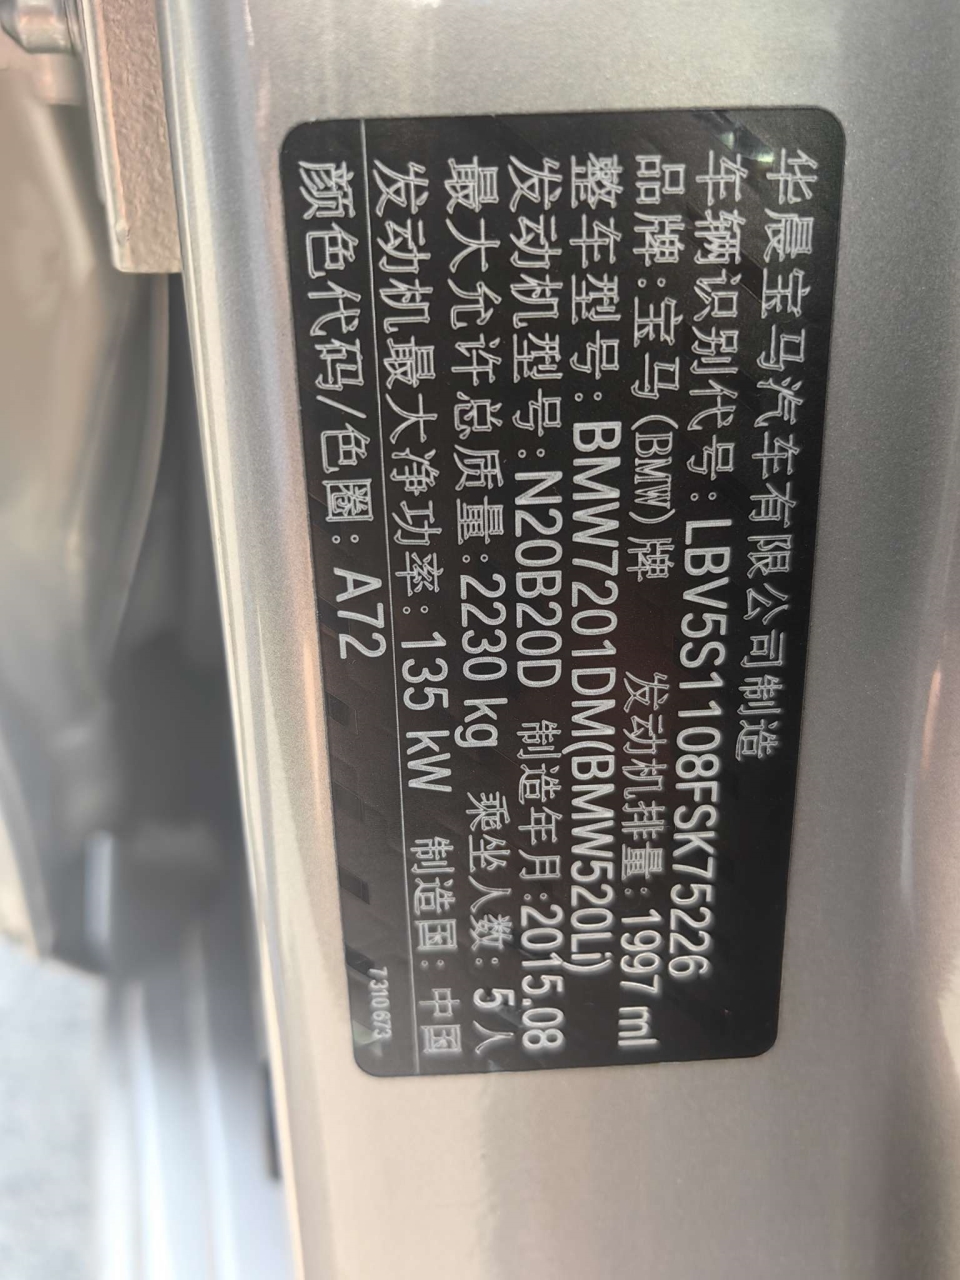 华晨宝马汽车有限公司制造
车辆识别代号:LBV5S1108FSK75226
品牌:宝马(BMW)牌 发动机排量:1997 ml
整车型号:BMW7201DM(BMW520Li)
发动机型号:N20B20D 制造年月:2015.08
最大允许总质量:2230 kg 乘坐人数:5人
发动机最大净功率:135 kW 制造国:中国
颜色代码/色圈:A72 7310673